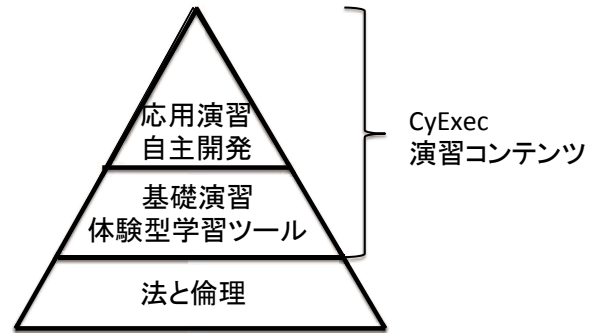 応用演習
自主開発
CyExec
演習コンテンツ
基礎演習
体験型学習ツール
法と倫理